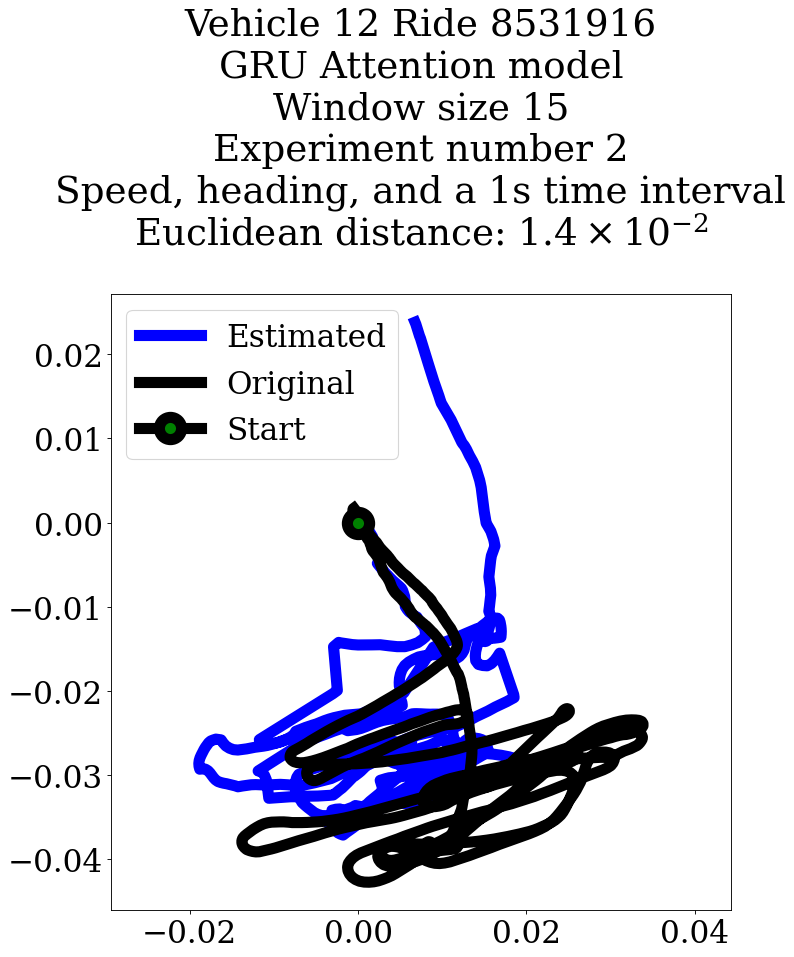 Vehicle 12 Ride 8531916
GRU Attention model
Window size 15
Experiment number 2
Speed, heading, and a 1s time interval
Euclidean distance: 1.4 × 10⁻²
Estimated
Original
Start
0.02
0.01
0.00
−0.01
−0.02
−0.03
−0.04
−0.02 0.00 0.02 0.04